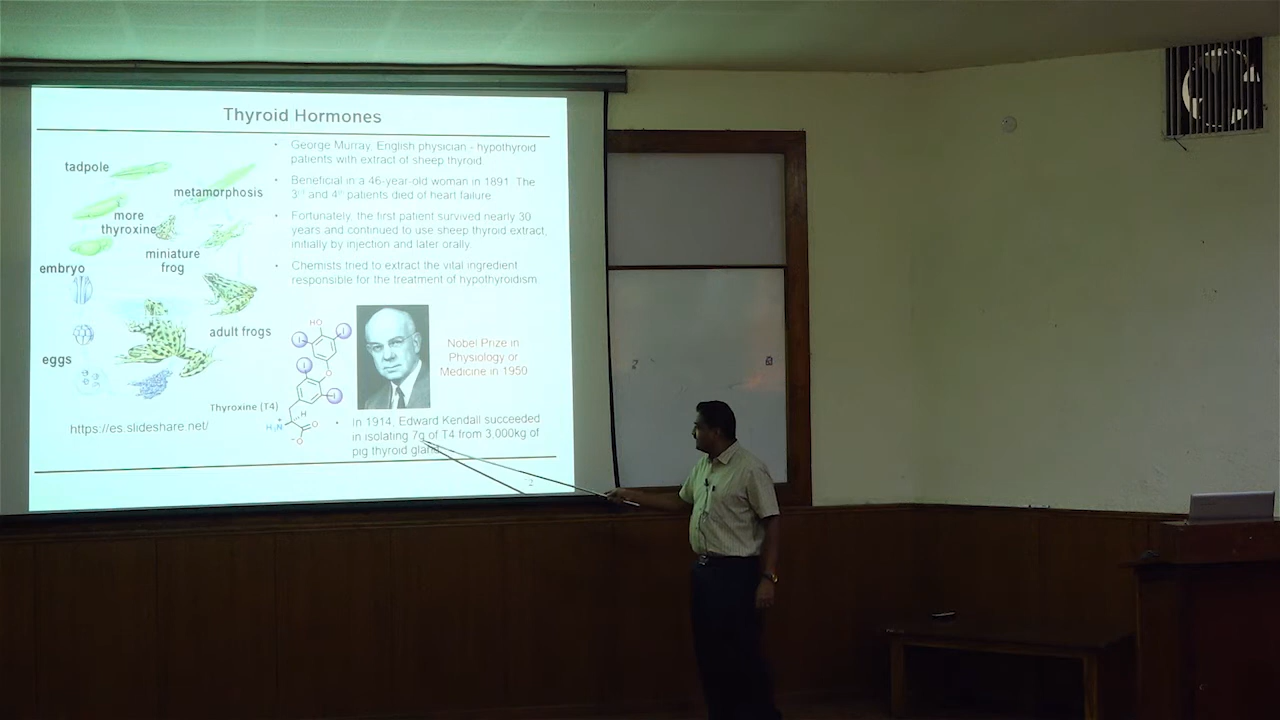 Thyroid Hormones
tadpole
metamorphosis
more
thyroxine
miniature
frog
embryo
adult frogs
eggs
https://es.slideshare.net/
• George Murray, English physician - hypothyroid
patients with extract of sheep thyroid
• Beneficial in a 46-year-old woman in 1891. The
3rd and 4th patients died of heart failure
• Fortunately, the first patient survived nearly 30
years and continued to use sheep thyroid extract,
initially by injection and later orally.
• Chemists tried to extract the vital ingredient
responsible for the treatment of hypothyroidism.
HO
I
I
I
I
O
H
O
-O
H3N
Thyroxine (T4)
Nobel Prize in
Physiology or
Medicine in 1950
• In 1914, Edward Kendall succeeded
in isolating 7g of T4 from 3,000kg of
pig thyroid gland
2